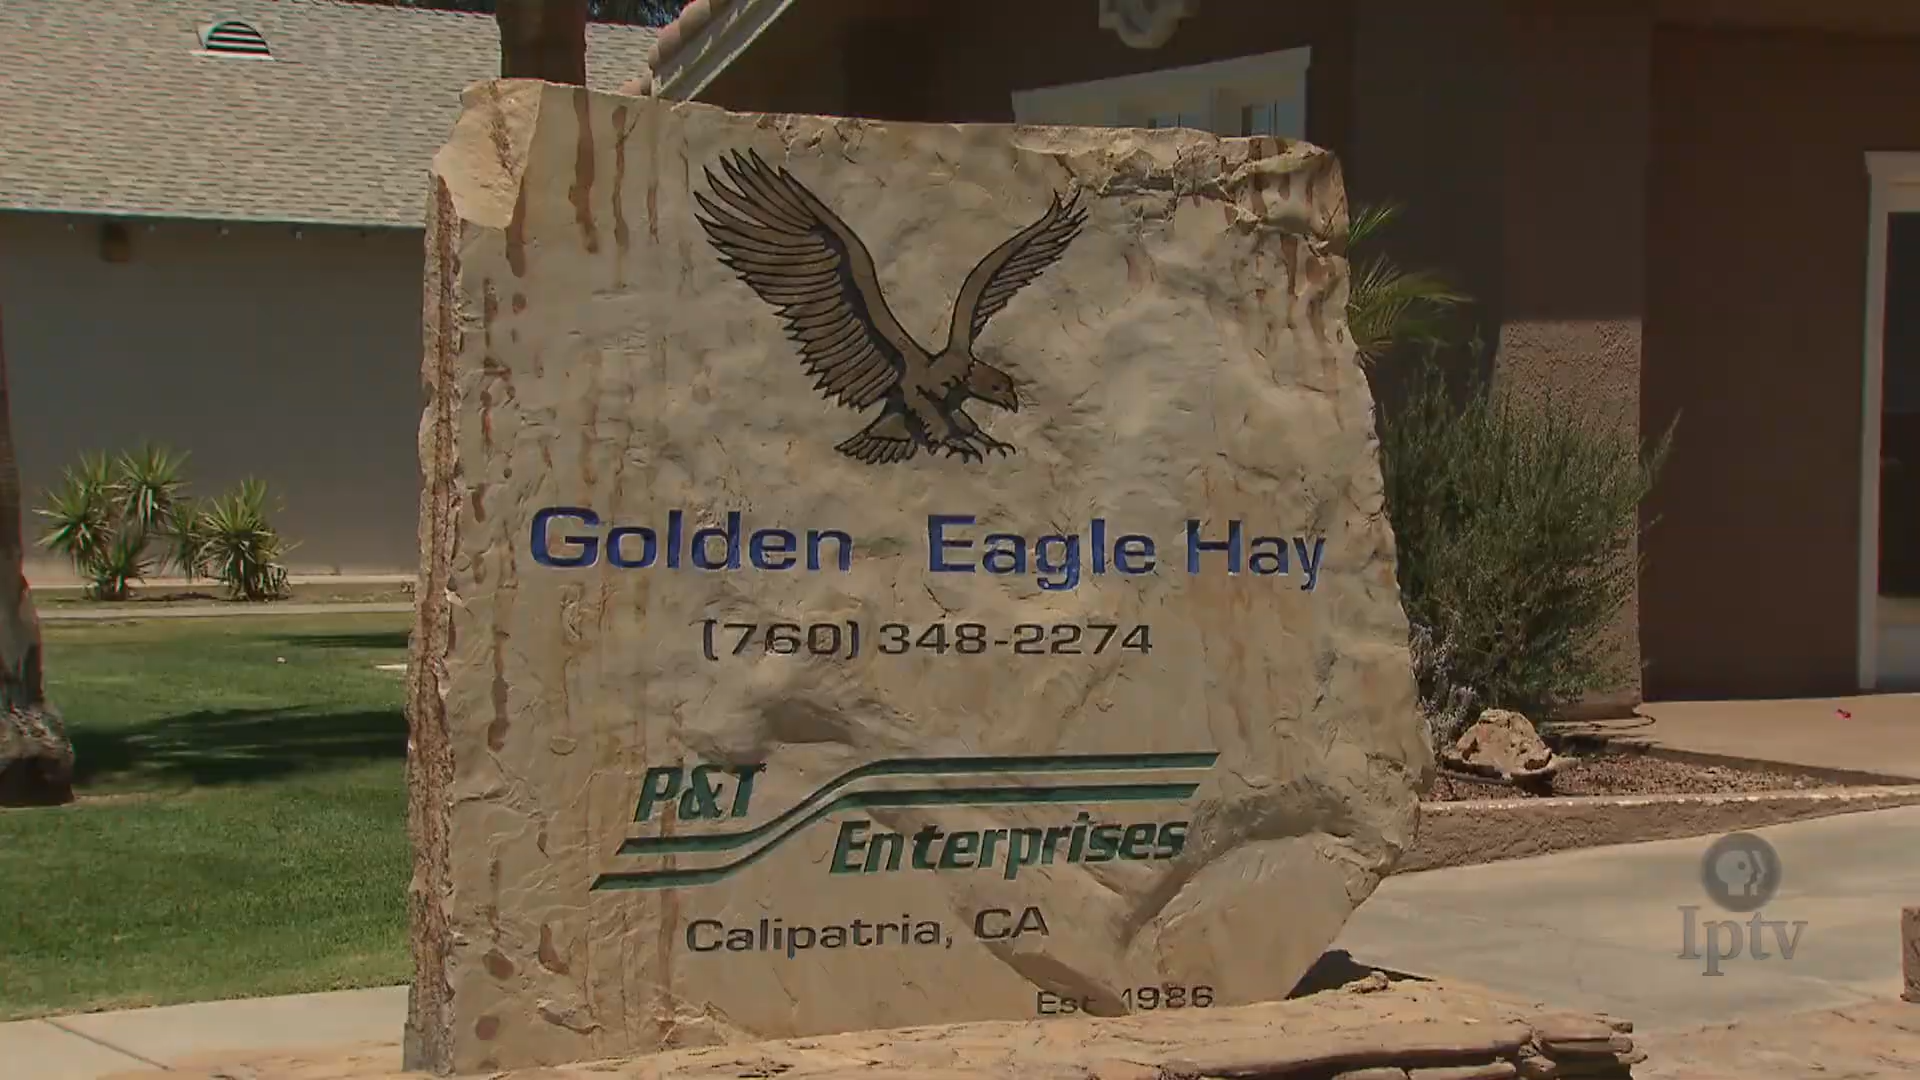 Golden Eagle Hay
(760) 348-2274
P&T
Enterprises
Calipatria, CA
Est. 1986
Iptv